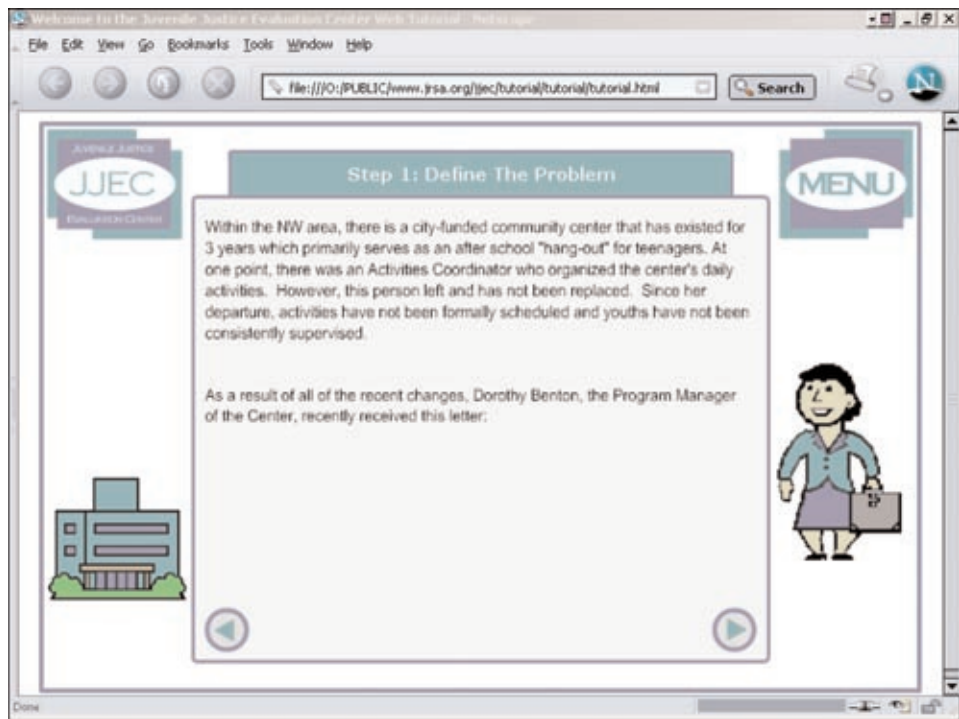 Welcome to the Juvenile Justice Evaluation Center Web Tutorial - Netscape
File Edit View Go Bookmarks Tools Window Help
file:///O:/PUBLIC/www.jrsa.org/jjec/tutorial/tutorial/tutorial.html
Search
N
JUVENILE JUSTICE
JJEC
EVALUATION CENTER
Step 1: Define The Problem
MENU
Within the NW area, there is a city-funded community center that has existed for
3 years which primarily serves as an after school "hang-out" for teenagers. At
one point, there was an Activities Coordinator who organized the center's daily
activities. However, this person left and has not been replaced. Since her
departure, activities have not been formally scheduled and youths have not been
consistently supervised.
As a result of all of the recent changes, Dorothy Benton, the Program Manager
of the Center, recently received this letter:
Done